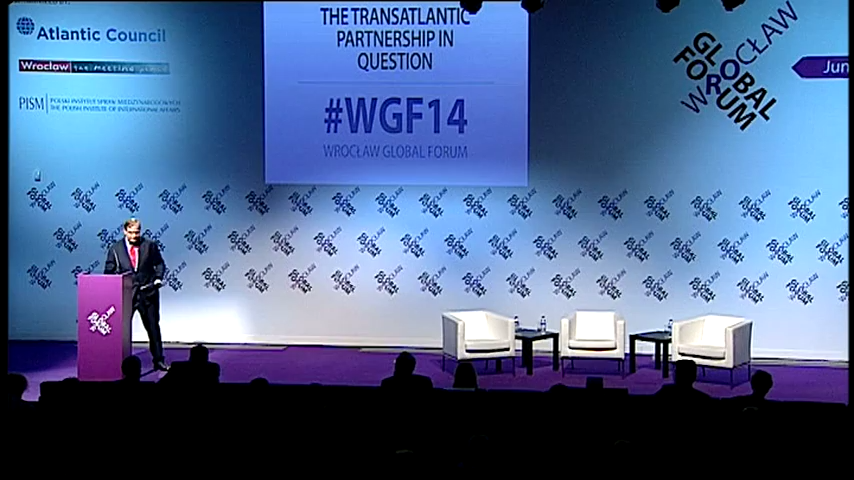 Atlantic Council
Wrocław the meeting place
PISM POLSKI INSTYTUT SPRAW MIĘDZYNARODOWYCH
THE POLISH INSTITUTE OF INTERNATIONAL AFFAIRS
THE TRANSATLANTIC
PARTNERSHIP IN
QUESTION
#WGF14
WROCŁAW GLOBAL FORUM
WROCŁAW
GLOBAL
FORUM
Jun